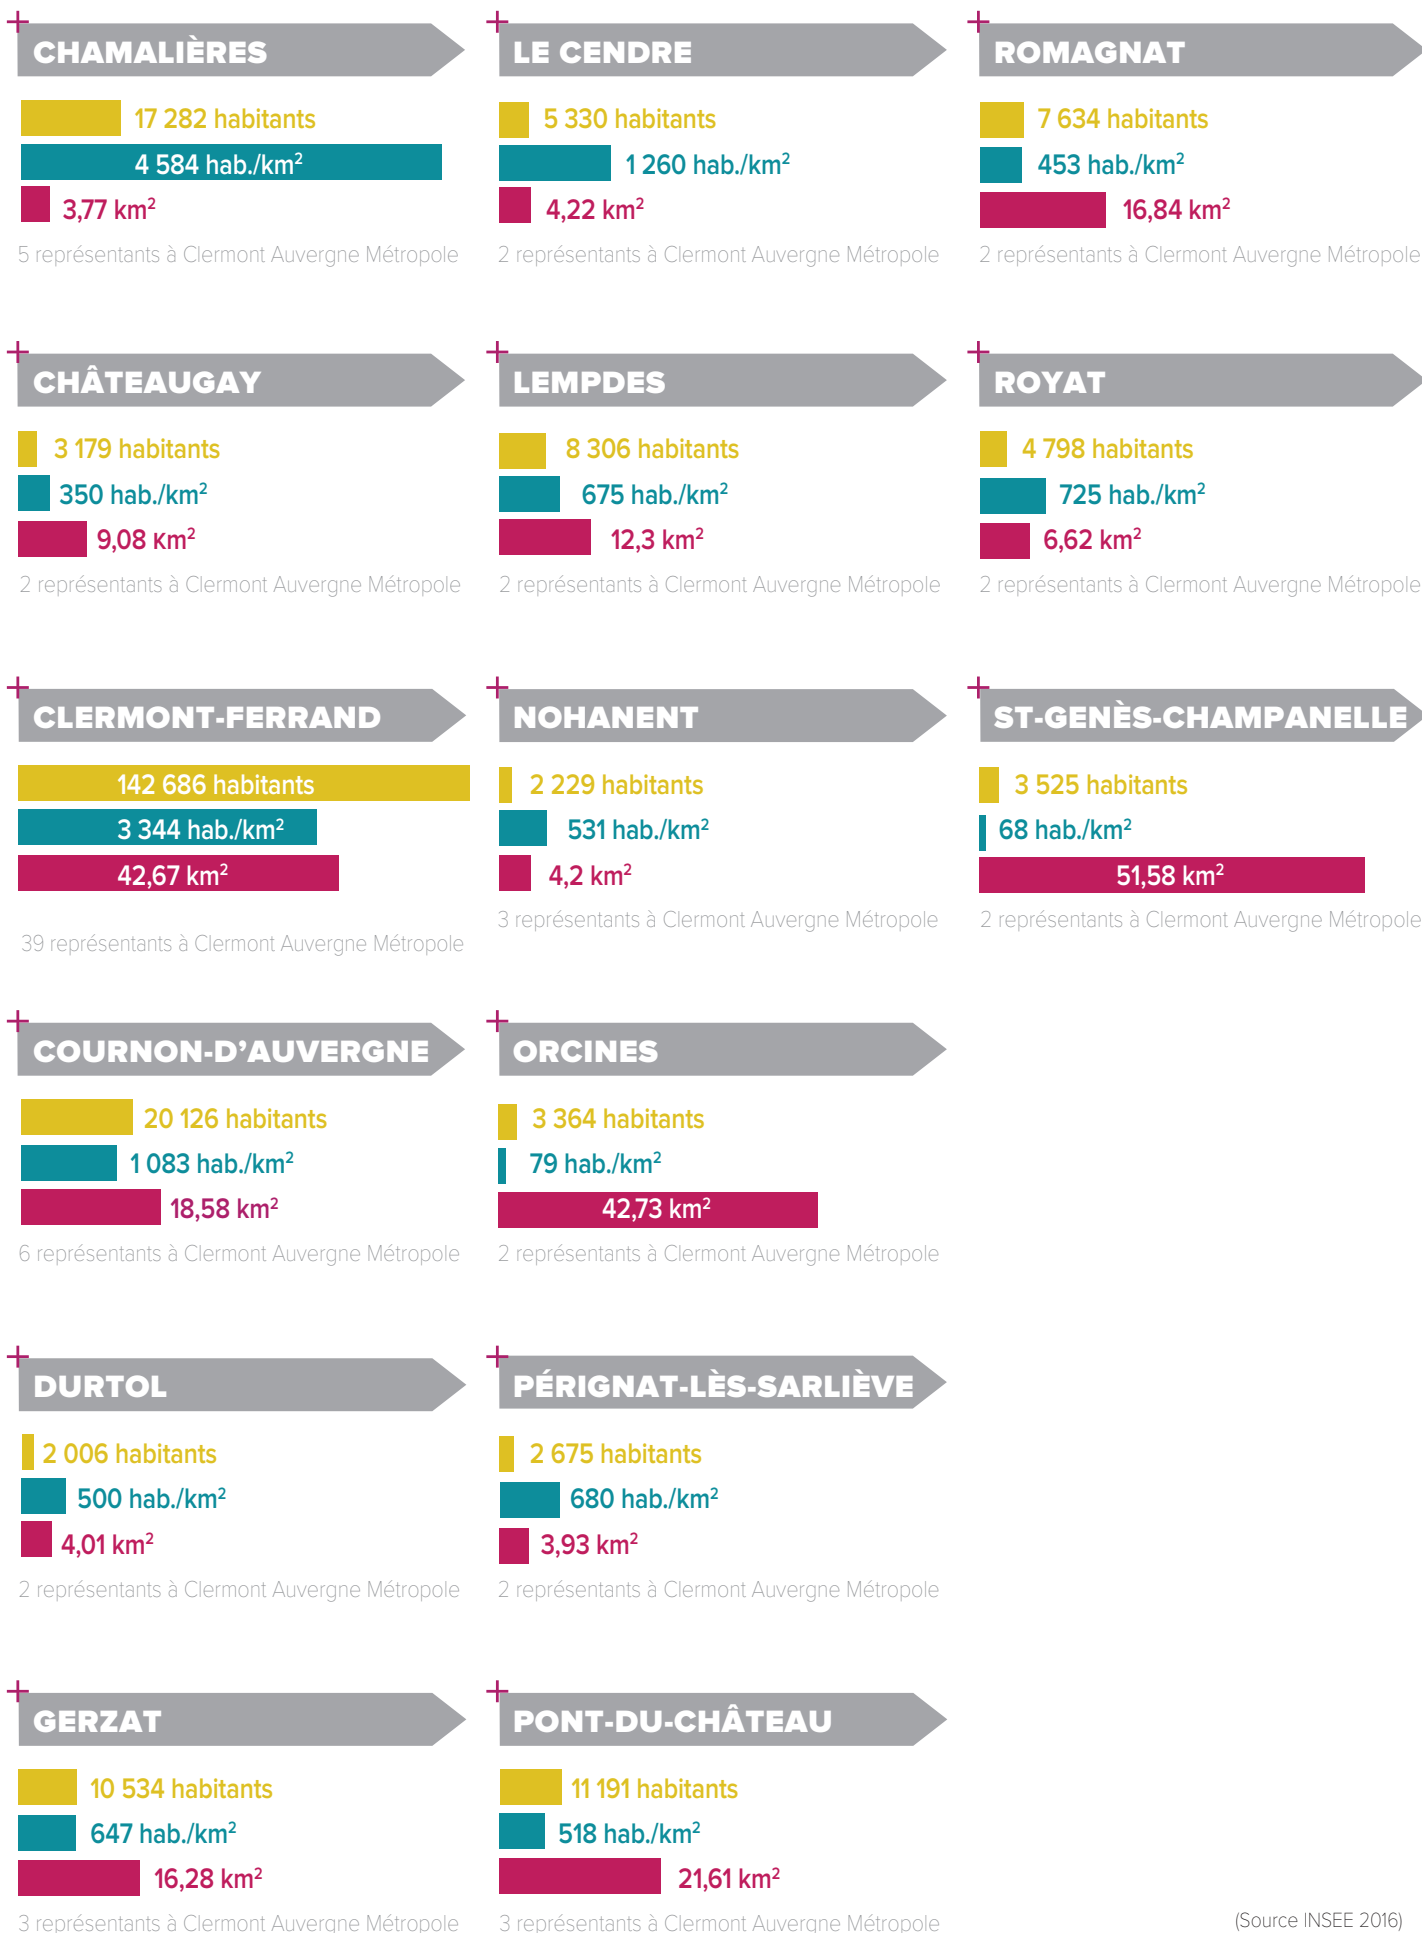 CHAMALIÈRES
17 282 habitants
4 584 hab./km²
3,77 km²
5 représentants à Clermont Auvergne Métropole
CHÂTEAUGAY
3 179 habitants
350 hab./km²
9,08 Km²
2 représentants à Clermont Auvergne Métropole
CLERMONT-FERRAND
142 686 habitants
3 344 hab./km²
42,67 km²
39 représentants à Clermont Auvergne Métropole
COURNON-D’AUVERGNE
20 126 habitants
1 083 hab./km²
18,58 km²
6 représentants à Clermont Auvergne Métropole
DURTOL
2 006 habitants
500 hab./km²
4,01 km²
2 représentants à Clermont Auvergne Métropole
GERZAT
10 534 habitants
647 hab./km²
16,28 km²
3 représentants à Clermont Auvergne Métropole
LE CENDRE
5 330 habitants
1 260 hab./km²
4,22 km²
2 représentants à Clermont Auvergne Métropole
LEMPDES
8 306 habitants
675 hab./km²
12,3 km²
2 représentants à Clermont Auvergne Métropole
NOHANENT
2 229 habitants
531 hab./km²
4,2 km²
3 représentants à Clermont Auvergne Métropole
ORCINES
3 364 habitants
79 hab./km²
42,73 km²
2 représentants à Clermont Auvergne Métropole
PÉRIGNAT-LÈS-SARLIÈVE
2 675 habitants
680 hab./km²
3,93 km²
2 représentants à Clermont Auvergne Métropole
PONT-DU-CHÂTEAU
11 191 habitants
518 hab./km²
21,61 km²
3 représentants à Clermont Auvergne Métropole
ROMAGNAT
7 634 habitants
453 hab./km²
16,84 km²
2 représentants à Clermont Auvergne Métropole
ROYAT
4 798 habitants
725 hab./km²
6,62 km²
2 représentants à Clermont Auvergne Métropole
ST-GENÈS-CHAMPANELLE
3 525 habitants
68 hab./km²
51,58 km²
2 représentants à Clermont Auvergne Métropole
(Source INSEE 2016)